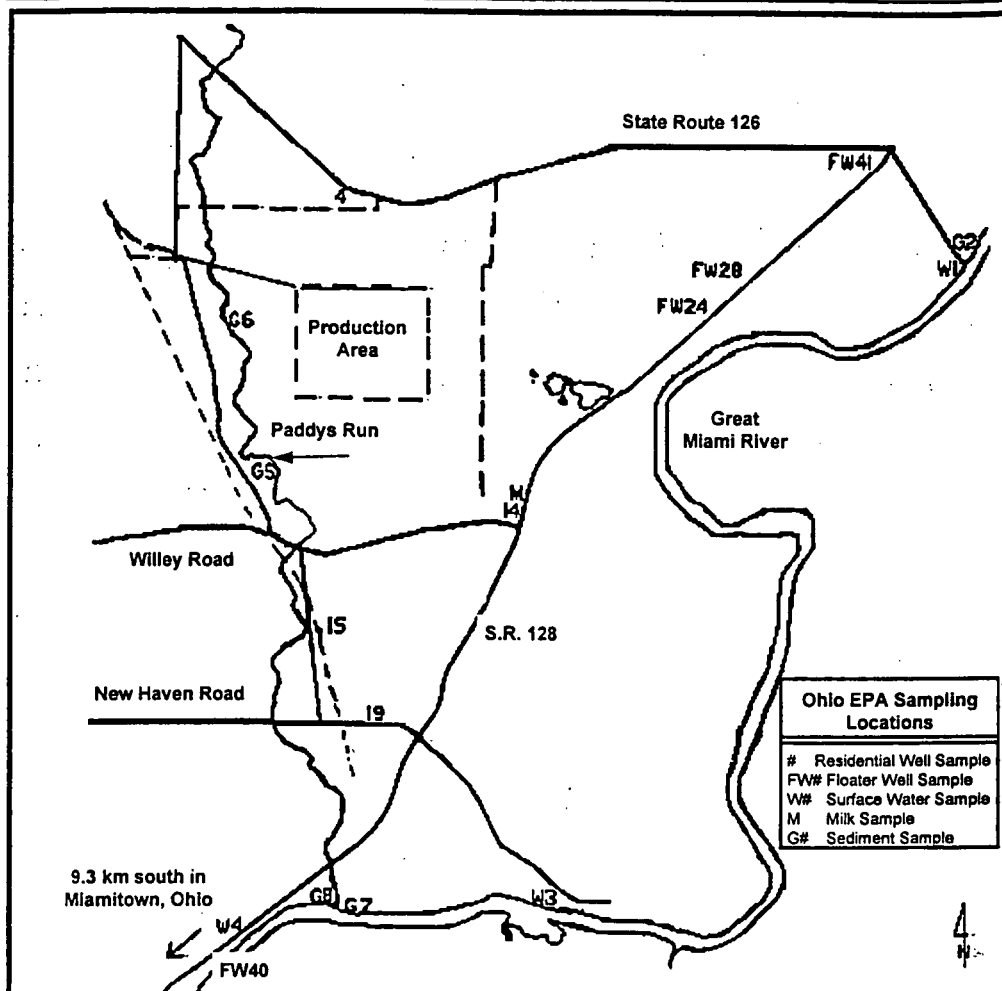 State Route 126
FW41
4
G2
W1
FW28
FW24
G6
Production
Area
Great
Miami River
Paddys Run
G5
M
14
Willey Road
15
S.R. 128
New Haven Road
19
Ohio EPA Sampling
Locations
# Residential Well Sample
FW# Floater Well Sample
W# Surface Water Sample
M Milk Sample
G# Sediment Sample
9.3 km south in
Miamitown, Ohio
G8
G7
W3
W4
FW40
N